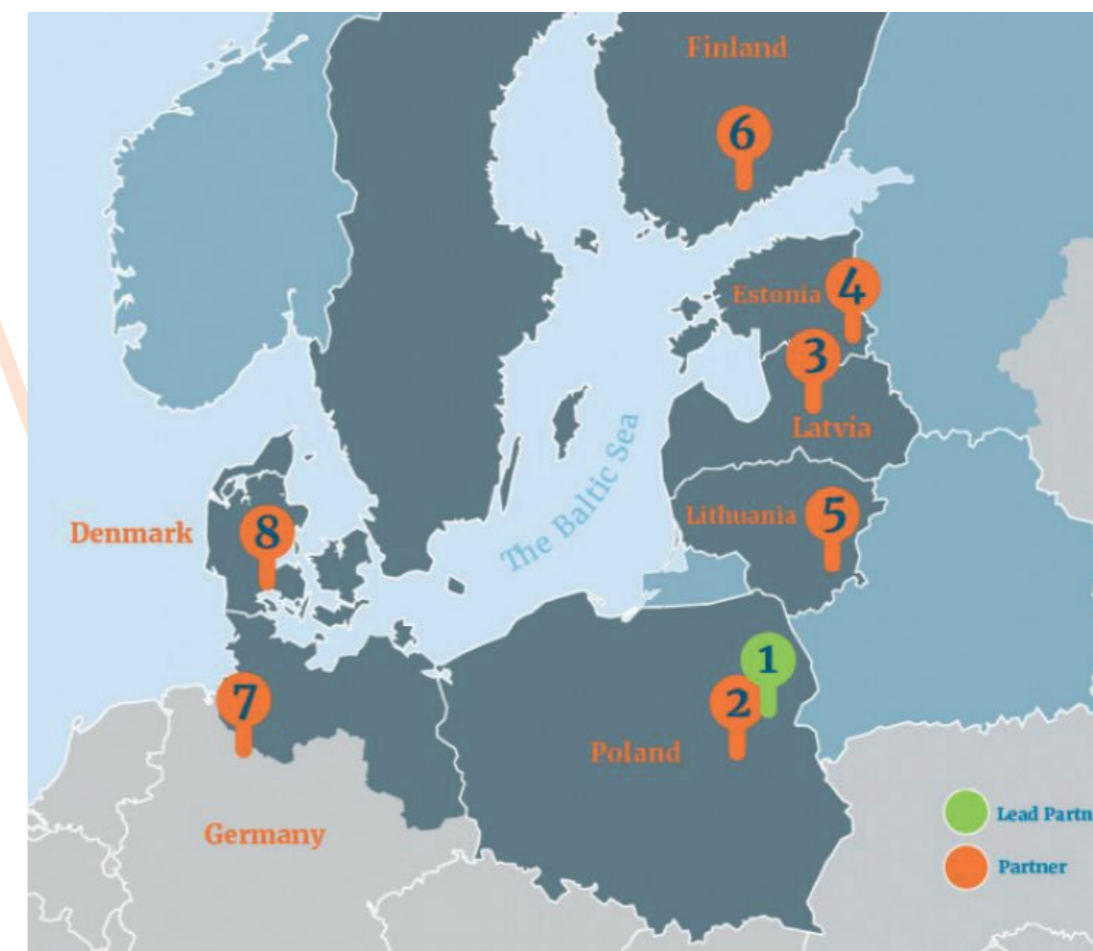 Finland
6
Estonia
4
3
Latvia
The Baltic Sea
Lithuania
5
Denmark
8
1
2
7
Poland
Germany
Lead Partn
Partner